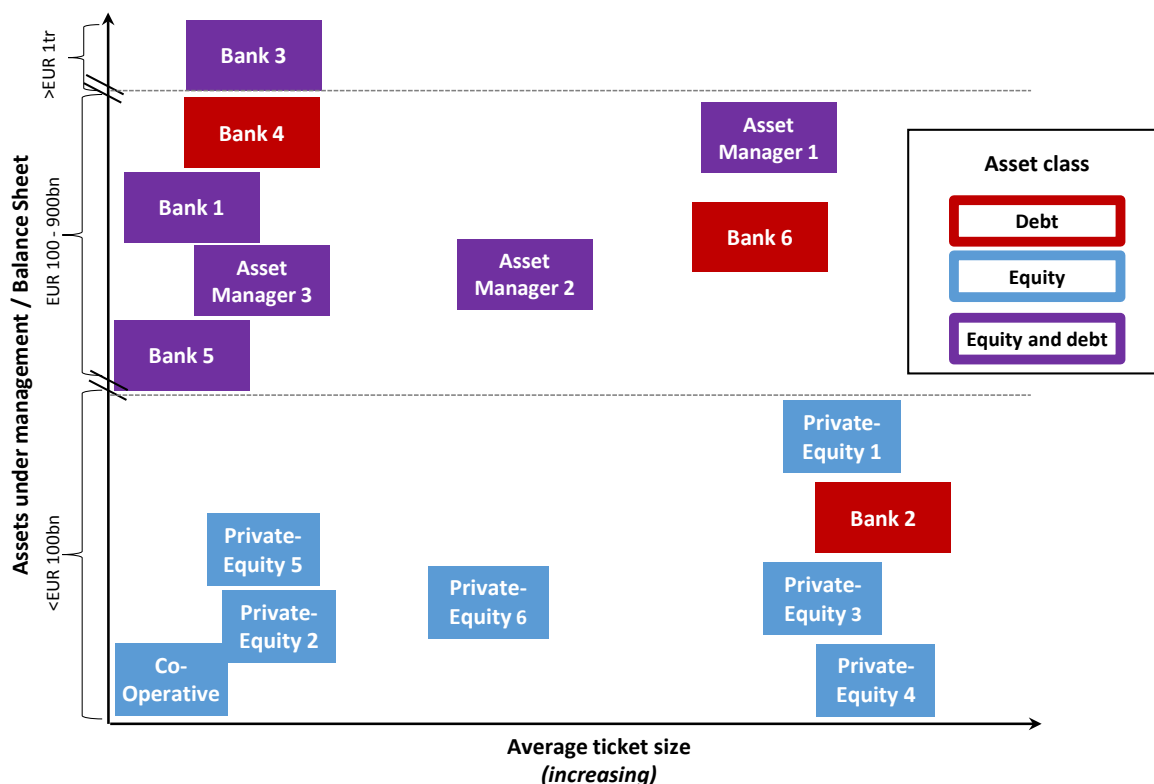 Assets under management / Balance Sheet
>EUR 1tr
EUR 100 - 900bn
<EUR 100bn
Bank 3
Bank 4
Asset
Manager 1
Bank 1
Bank 6
Asset
Manager 3
Asset
Manager 2
Bank 5
Private-
Equity 1
Bank 2
Private-
Equity 5
Private-
Equity 2
Private-
Equity 6
Private-
Equity 3
Co-
Operative
Private-
Equity 4
Average ticket size
(increasing)
Asset class
Debt
Equity
Equity and debt